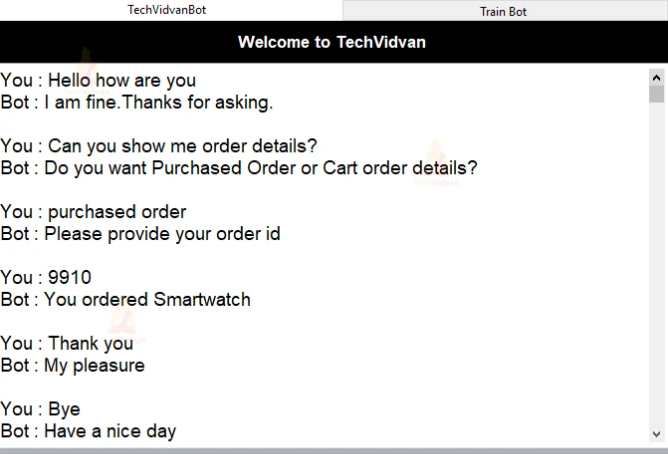 TechVidvanBot
Train Bot
Welcome to TechVidvan
You : Hello how are you
Bot : I am fine.Thanks for asking.
You : Can you show me order details?
Bot : Do you want Purchased Order or Cart order details?
You : purchased order
Bot : Please provide your order id
You : 9910
Bot : You ordered Smartwatch
You : Thank you
Bot : My pleasure
You : Bye
Bot : Have a nice day